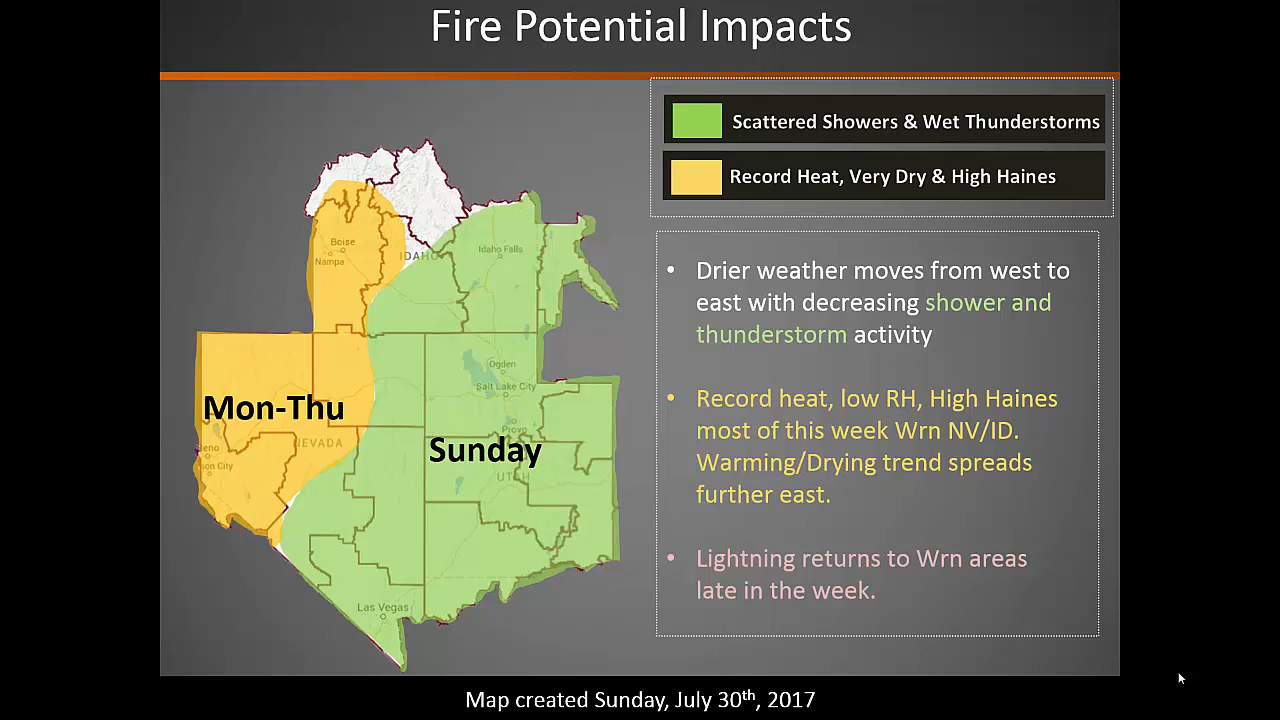 Fire Potential Impacts
Scattered Showers & Wet Thunderstorms
Record Heat, Very Dry & High Haines
Boise
Nampa
IDAHO
Idaho Falls
Ogden
Salt Lake City
Mon-Thu
NEVADA
Provo
Sunday
UTAH
Las Vegas
• Drier weather moves from west to
east with decreasing shower and
thunderstorm activity
• Record heat, low RH, High Haines
most of this week Wrn NV/ID.
Warming/Drying trend spreads
further east.
• Lightning returns to Wrn areas
late in the week.
Map created Sunday, July 30th, 2017